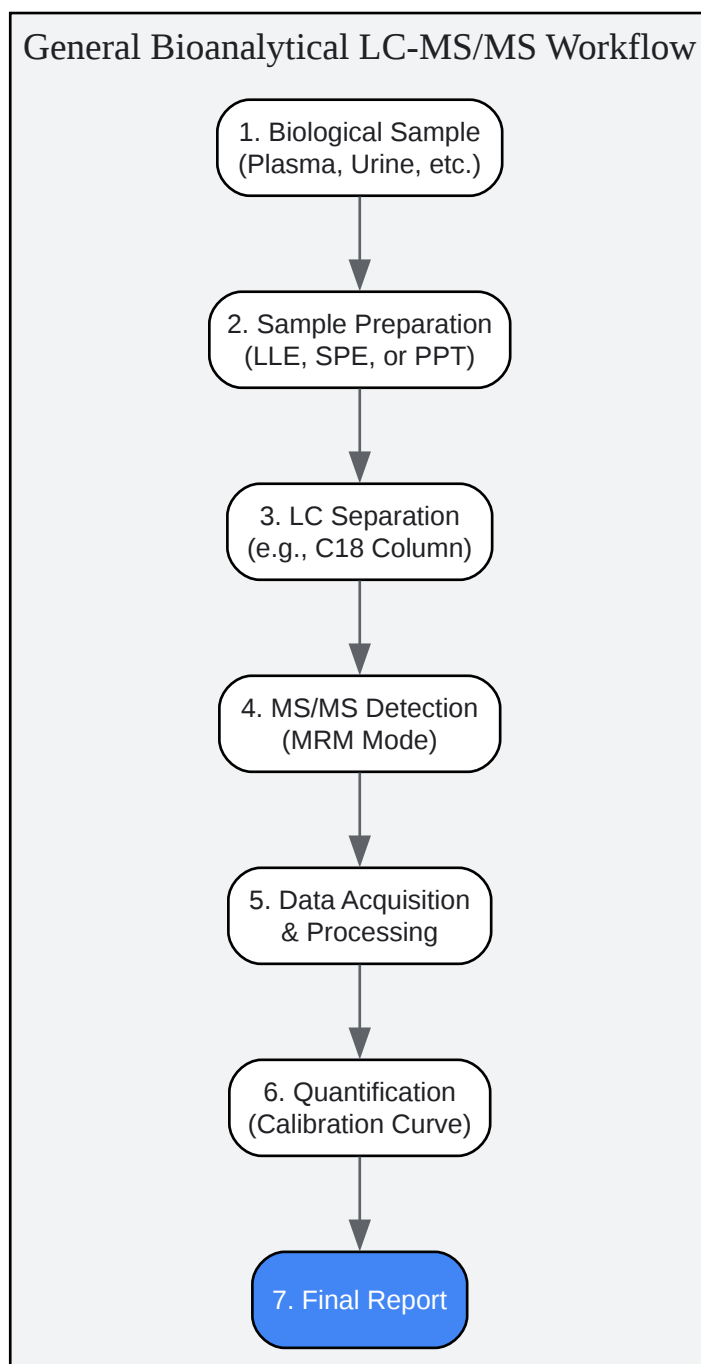 General Bioanalytical LC-MS/MS Workflow
1. Biological Sample
(Plasma, Urine, etc.)
2. Sample Preparation
(LLE, SPE, or PPT)
3. LC Separation
(e.g., C18 Column)
4. MS/MS Detection
(MRM Mode)
5. Data Acquisition
& Processing
6. Quantification
(Calibration Curve)
7. Final Report